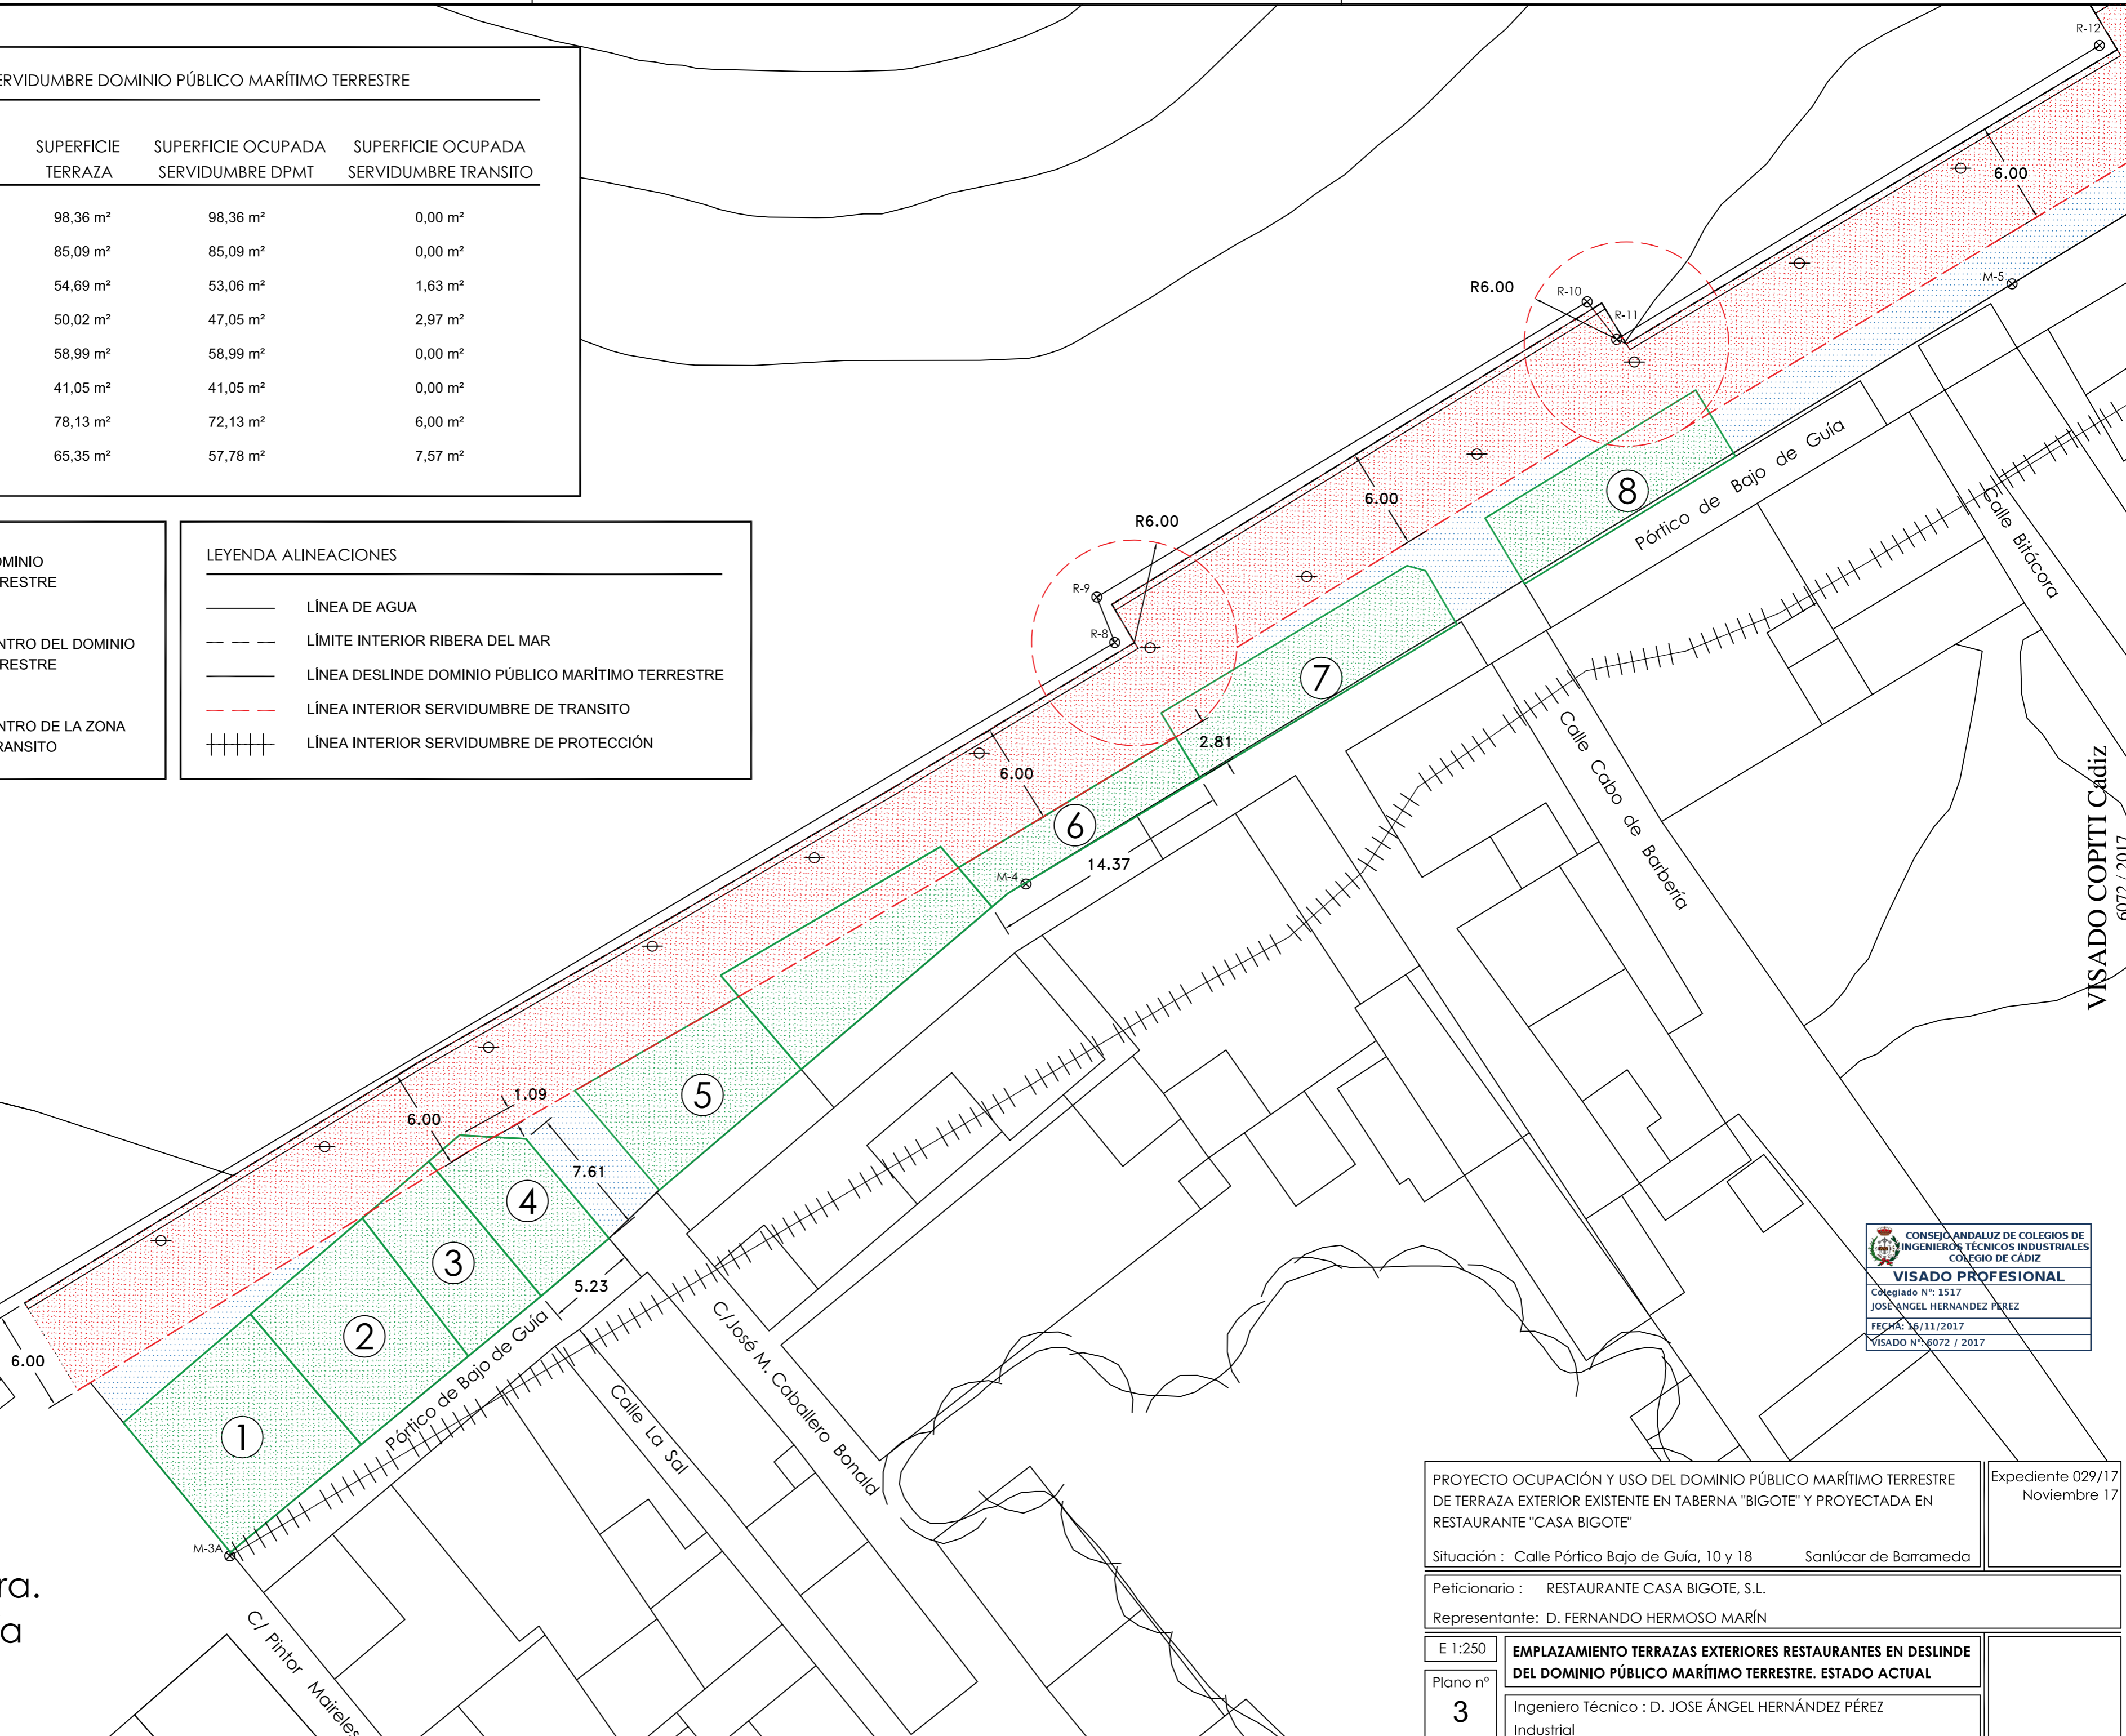 ERVIDUMBRE DOMINIO PÚBLICO MARÍTIMO TERRESTRE
SUPERFICIE TERRAZA
SUPERFICIE OCUPADA SERVIDUMBRE DPMT
SUPERFICIE OCUPADA SERVIDUMBRE TRANSITO
98,36 m² 98,36 m² 0,00 m²
85,09 m² 85,09 m² 0,00 m²
54,69 m² 53,06 m² 1,63 m²
50,02 m² 47,05 m² 2,97 m²
58,99 m² 58,99 m² 0,00 m²
41,05 m² 41,05 m² 0,00 m²
78,13 m² 72,13 m² 6,00 m²
65,35 m² 57,78 m² 7,57 m²
OMINIO
RESTRE
NTRO DEL DOMINIO
RESTRE
NTRO DE LA ZONA
RANSITO
LEYENDA ALINEACIONES
LÍNEA DE AGUA
LÍMITE INTERIOR RIBERA DEL MAR
LÍNEA DESLINDE DOMINIO PÚBLICO MARÍTIMO TERRESTRE
LÍNEA INTERIOR SERVIDUMBRE DE TRANSITO
LÍNEA INTERIOR SERVIDUMBRE DE PROTECCIÓN
R-12
6.00
M-5
R6.00
R-10
R-11
8
Pórtico de Bajo de Guía
Calle Bitácora
6.00
R6.00
R-9
R-8
7
2.81
6.00
6
14.37
M-4
Calle Cabo de Barbería
5
1.09
6.00
7.61
4
3
5.23
2
1
6.00
Pórtico de Bajo de Guía
C/José M. Caballero Bonald
Calle La Sal
M-3A
C/ Pintor Maireles
ra.
a
VISADO COPITI Cadiz
6072 / 2017
CONSEJO ANDALUZ DE COLEGIOS DE
INGENIEROS TÉCNICOS INDUSTRIALES
COLEGIO DE CÁDIZ
VISADO PROFESIONAL
Colegiado Nº: 1517
JOSE ANGEL HERNANDEZ PEREZ
FECHA: 16/11/2017
VISADO Nº: 6072 / 2017
PROYECTO OCUPACIÓN Y USO DEL DOMINIO PÚBLICO MARÍTIMO TERRESTRE
DE TERRAZA EXTERIOR EXISTENTE EN TABERNA "BIGOTE" Y PROYECTADA EN
RESTAURANTE "CASA BIGOTE"
Situación : Calle Pórtico Bajo de Guía, 10 y 18 Sanlúcar de Barrameda
Expediente 029/17
Noviembre 17
Peticionario : RESTAURANTE CASA BIGOTE, S.L.
Representante: D. FERNANDO HERMOSO MARÍN
E 1:250
EMPLAZAMIENTO TERRAZAS EXTERIORES RESTAURANTES EN DESLINDE
DEL DOMINIO PÚBLICO MARÍTIMO TERRESTRE. ESTADO ACTUAL
Plano nº
3
Ingeniero Técnico : D. JOSE ÁNGEL HERNÁNDEZ PÉREZ
Industrial